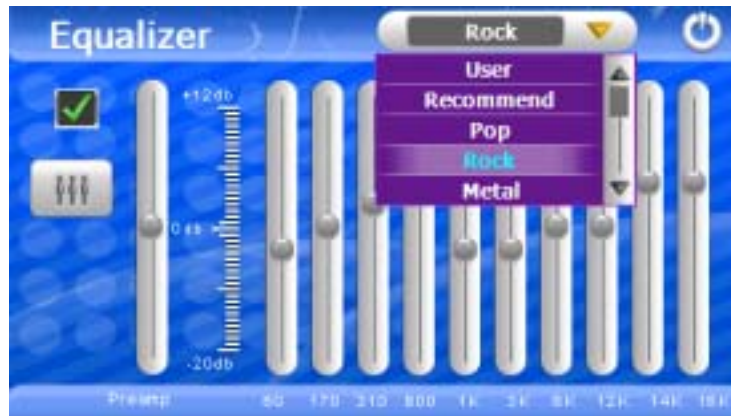 Equalizer
Rock
User
Recommend
Pop
Rock
Metal
+12db
0 db
-20db
Preamp
60 170 310 600 1K 3K 6K 12K 14K 16K